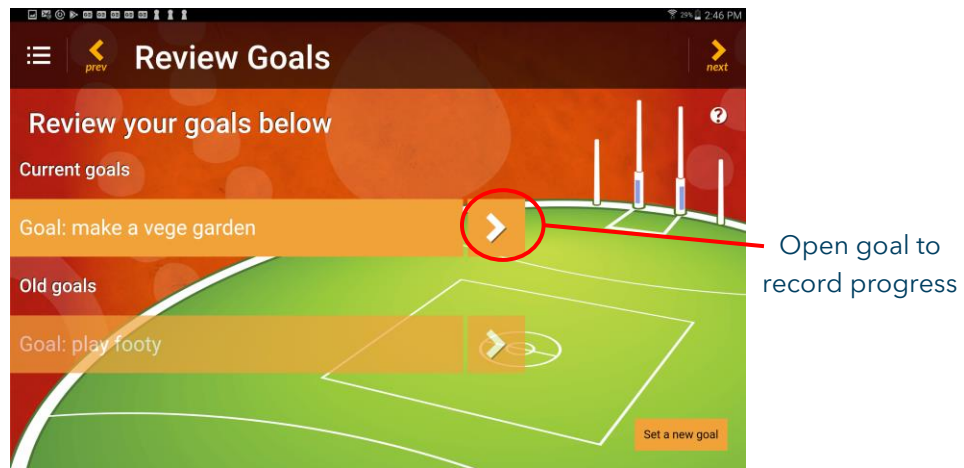 29% 2:46 PM
prev Review Goals next
Review your goals below ?
Current goals
Goal: make a vege garden
Open goal to
record progress
Old goals
Goal: play footy
Set a new goal